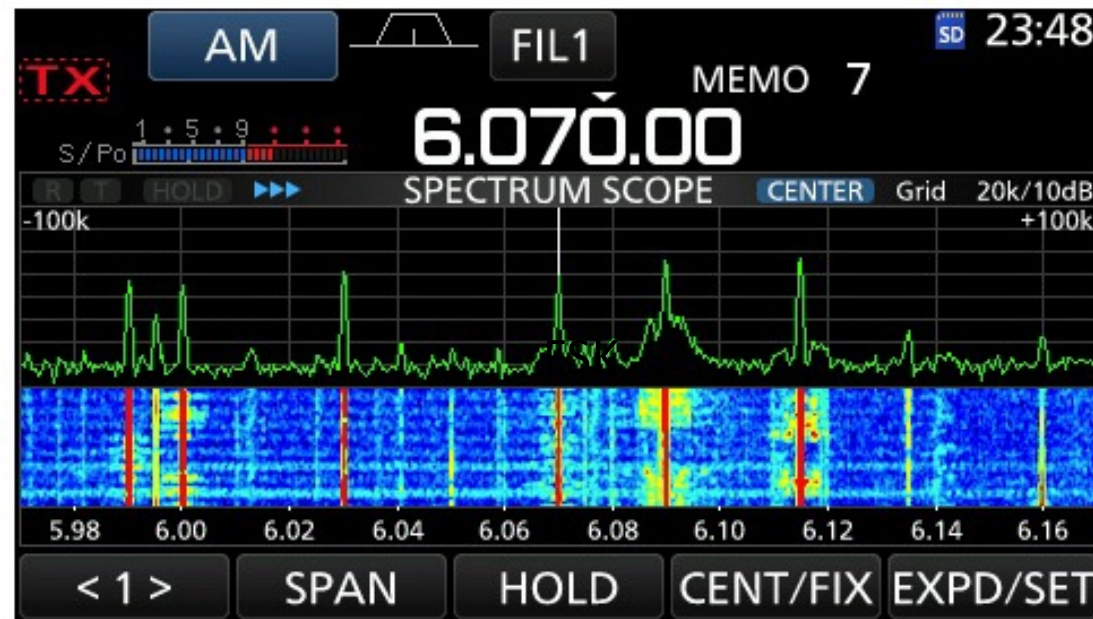 AM FIL1 SD 23:48
TX MEMO 7
1 • 5 • 9 • • •
S/Po 6.070.00
R T HOLD SPECTRUM SCOPE CENTER Grid 20k/10dB
-100k +100k
5.98 6.00 6.02 6.04 6.06 6.08 6.10 6.12 6.14 6.16
< 1 > SPAN HOLD CENT/FIX EXPD/SET